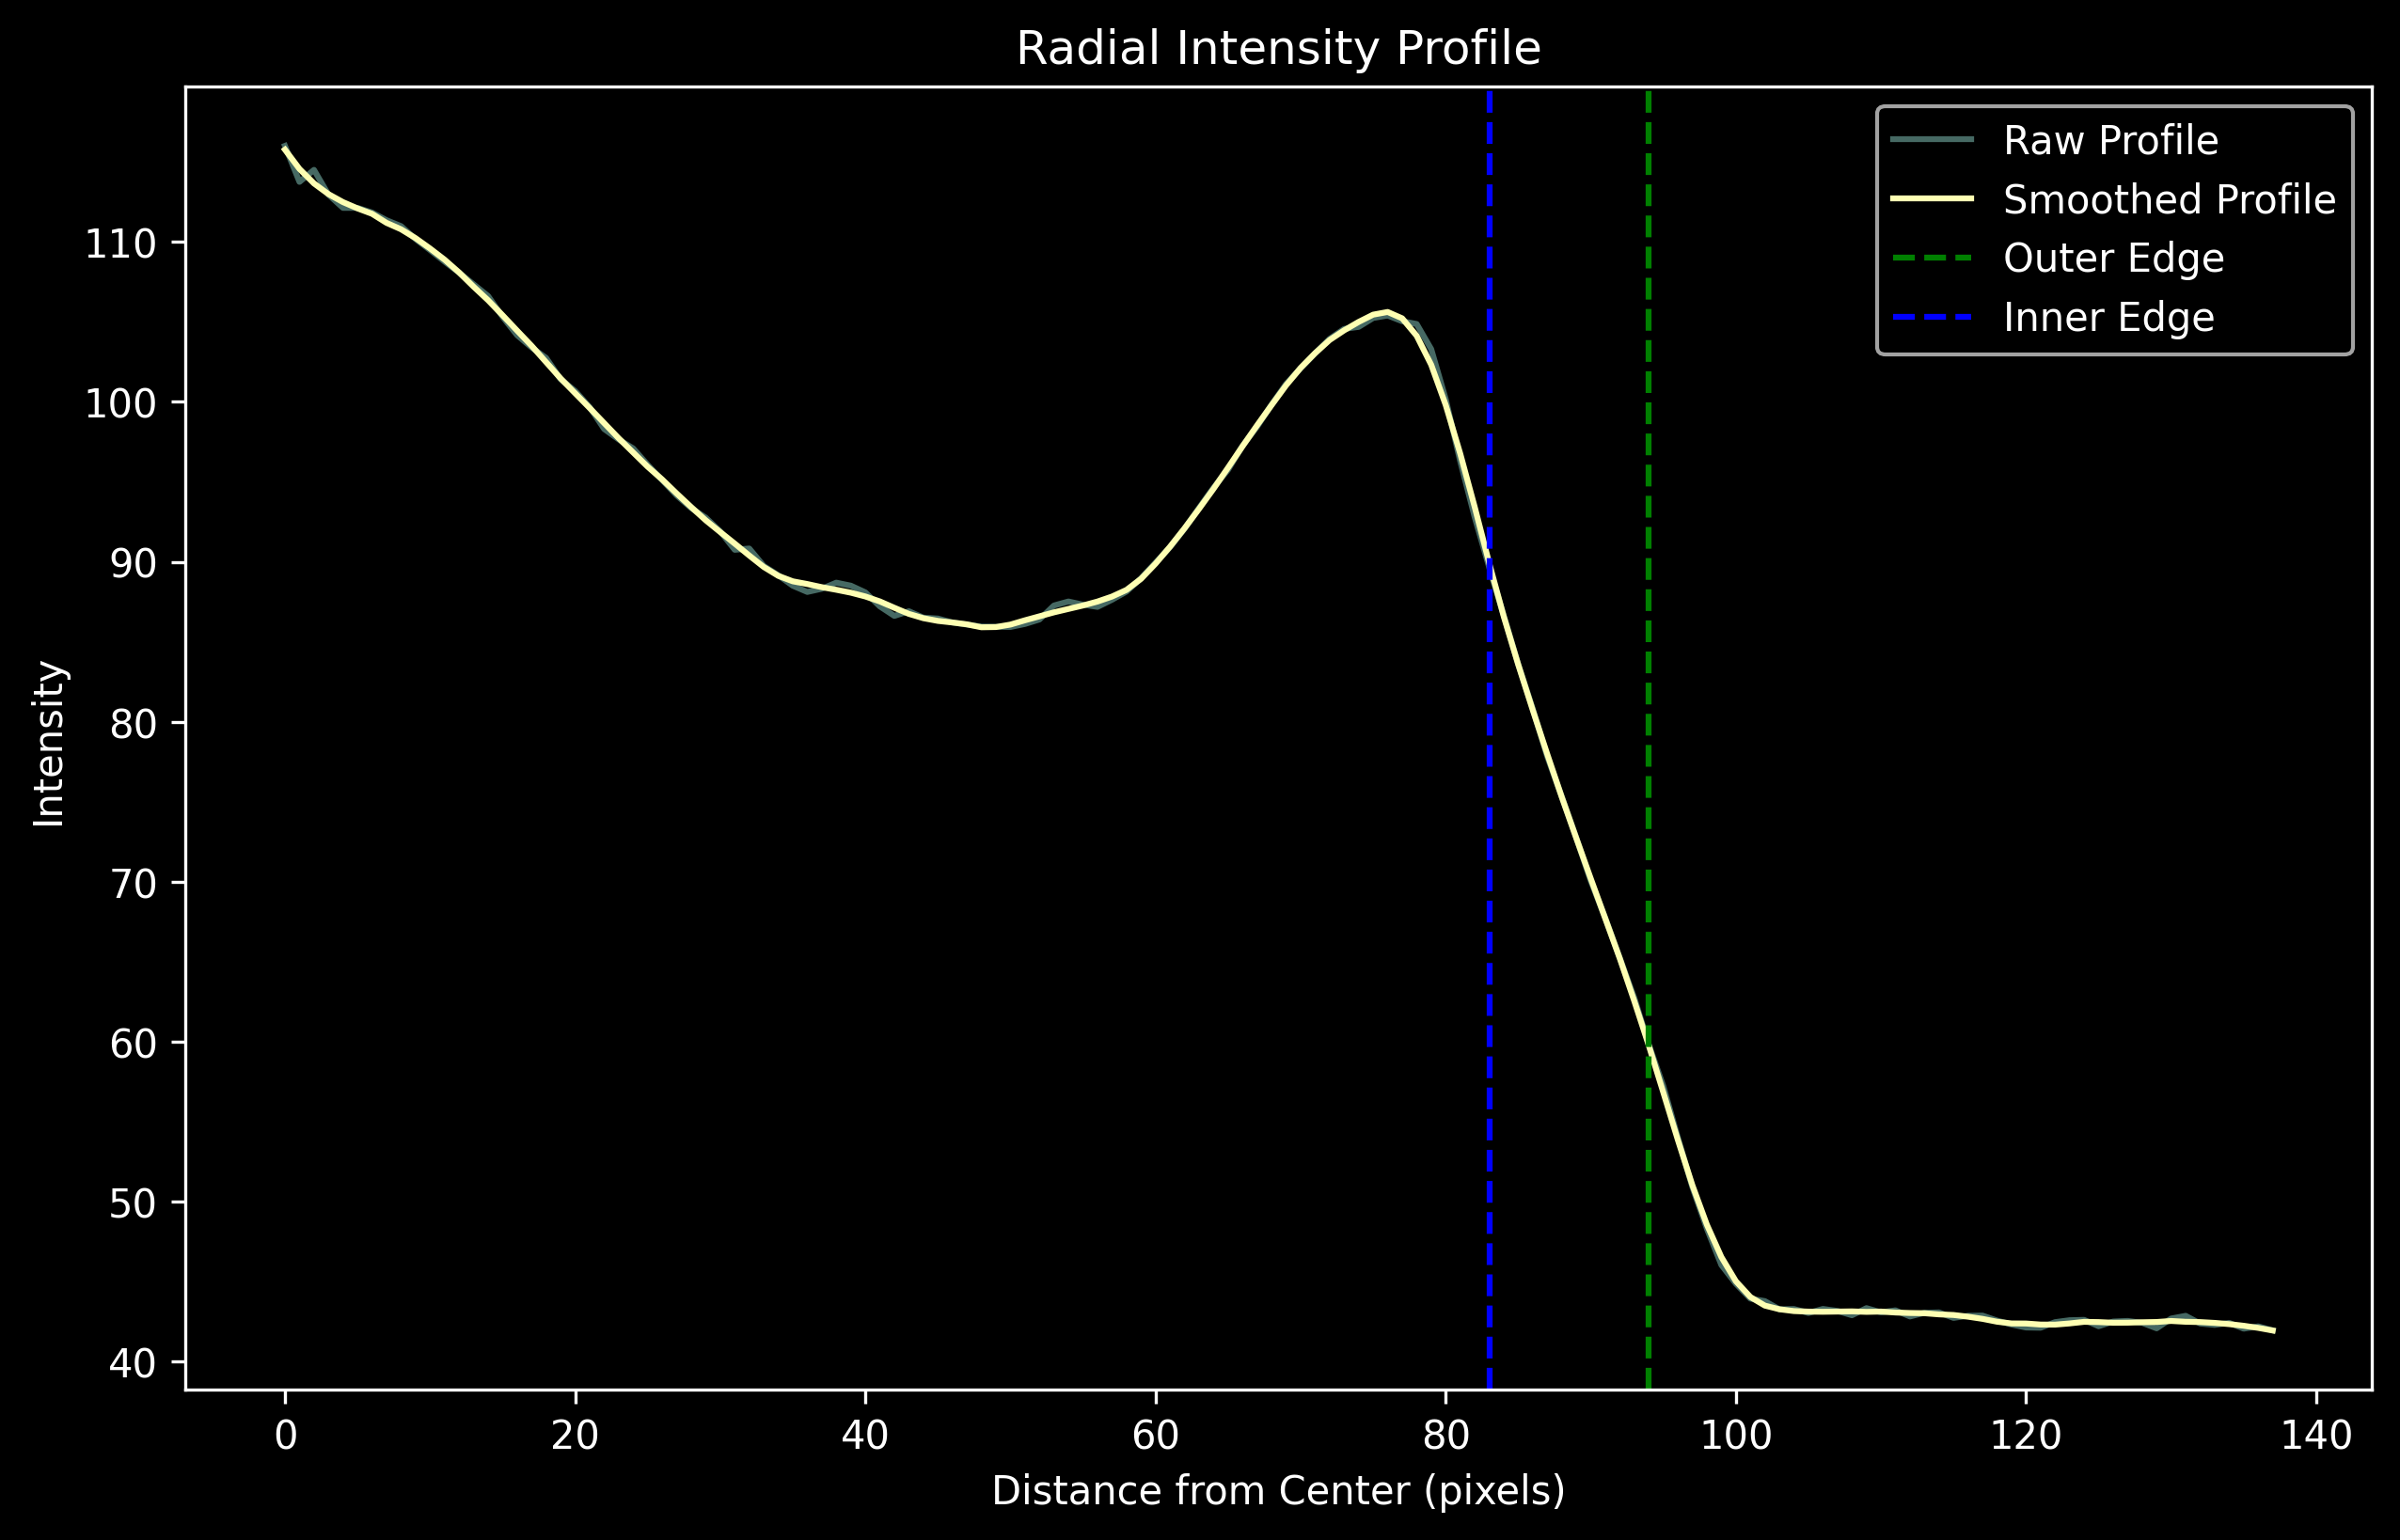 Radial Intensity Profile
Raw Profile
Smoothed Profile
Outer Edge
Inner Edge
110
100
90
80
70
60
50
40
Intensity
0 20 40 60 80 100 120 140
Distance from Center (pixels)